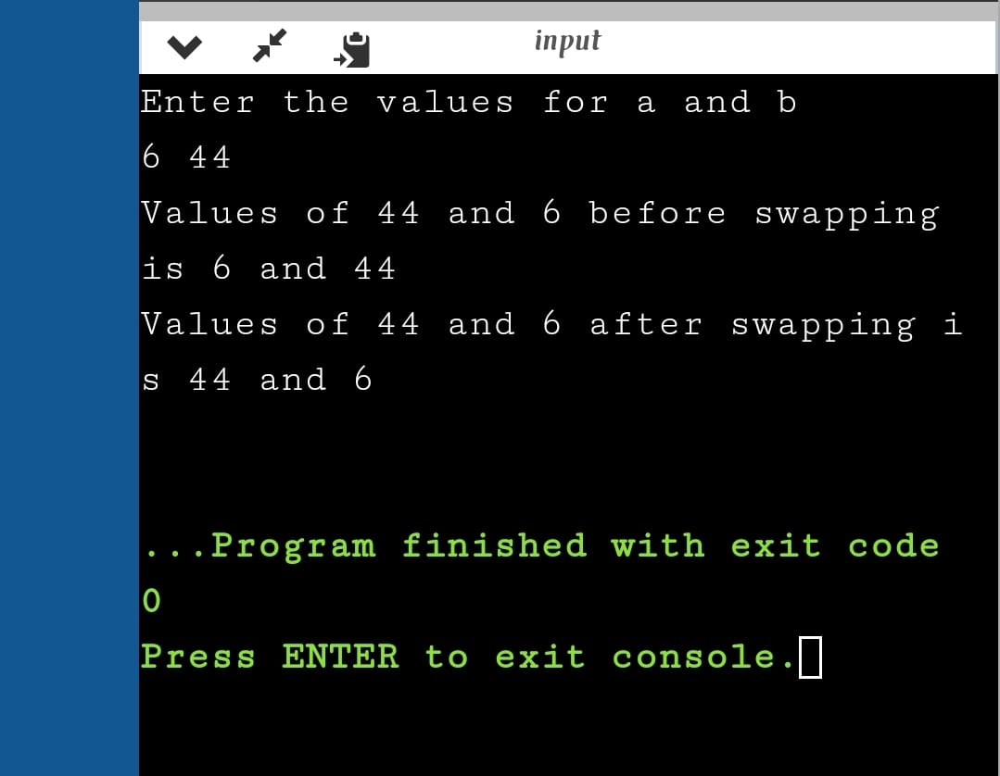 input
Enter the values for a and b
6 44
Values of 44 and 6 before swapping
is 6 and 44
Values of 44 and 6 after swapping i
s 44 and 6
...Program finished with exit code
0
Press ENTER to exit console.